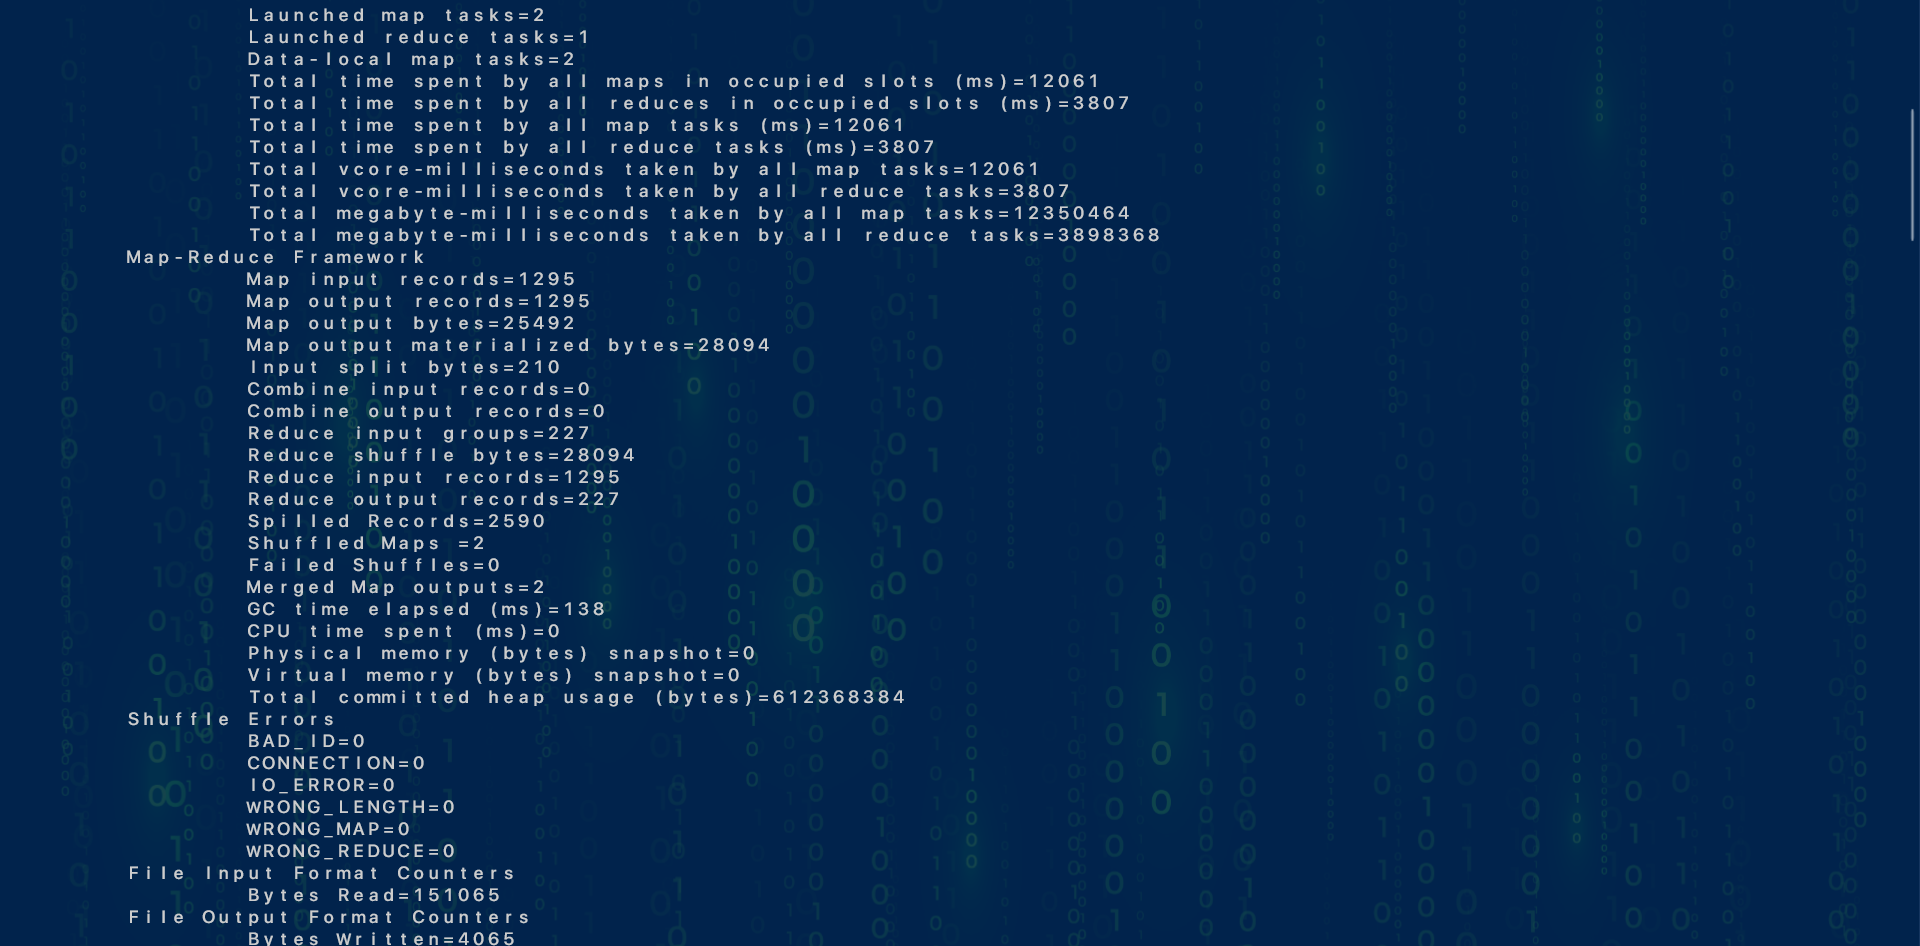 Launched map tasks=2
Launched reduce tasks=1
Data-local map tasks=2
Total time spent by all maps in occupied slots (ms)=12061
Total time spent by all reduces in occupied slots (ms)=3807
Total time spent by all map tasks (ms)=12061
Total time spent by all reduce tasks (ms)=3807
Total vcore-milliseconds taken by all map tasks=12061
Total vcore-milliseconds taken by all reduce tasks=3807
Total megabyte-milliseconds taken by all map tasks=12350464
Total megabyte-milliseconds taken by all reduce tasks=3898368
Map-Reduce Framework
Map input records=1295
Map output records=1295
Map output bytes=25492
Map output materialized bytes=28094
Input split bytes=210
Combine input records=0
Combine output records=0
Reduce input groups=227
Reduce shuffle bytes=28094
Reduce input records=1295
Reduce output records=227
Spilled Records=2590
Shuffled Maps =2
Failed Shuffles=0
Merged Map outputs=2
GC time elapsed (ms)=138
CPU time spent (ms)=0
Physical memory (bytes) snapshot=0
Virtual memory (bytes) snapshot=0
Total committed heap usage (bytes)=612368384
Shuffle Errors
BAD_ID=0
CONNECTION=0
IO_ERROR=0
WRONG_LENGTH=0
WRONG_MAP=0
WRONG_REDUCE=0
File Input Format Counters
Bytes Read=151065
File Output Format Counters
Bytes Written=4065